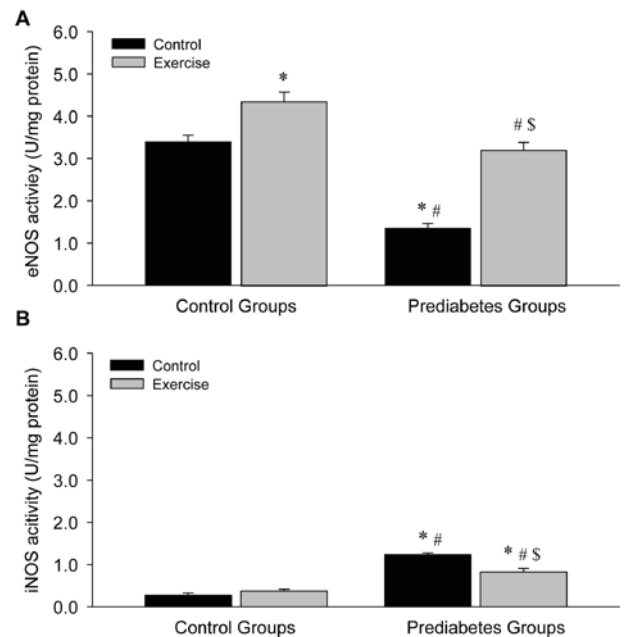 A
Control
Exercise
eNOS activiey (U/mg protein)
6.0
5.0
4.0
3.0
2.0
1.0
0.0
*
# $
* #
Control Groups Prediabetes Groups
B
Control
Exercise
iNOS acitivity (U/mg protein)
6.0
5.0
4.0
3.0
2.0
1.0
0.0
* #
* # $
Control Groups Prediabetes Groups